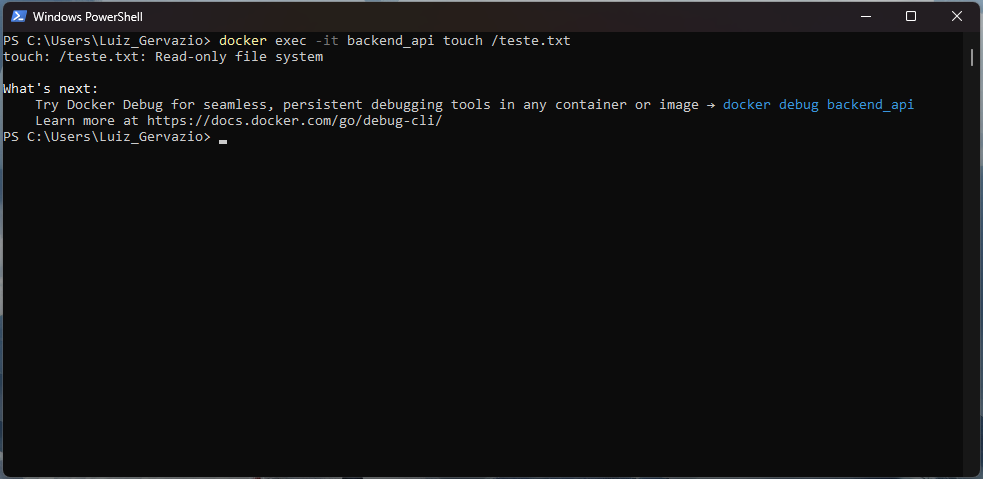 Windows PowerShell
PS C:\Users\Luiz_Gervazio> docker exec -it backend_api touch /teste.txt
touch: /teste.txt: Read-only file system
What's next:
Try Docker Debug for seamless, persistent debugging tools in any container or image → docker debug backend_api
Learn more at https://docs.docker.com/go/debug-cli/
PS C:\Users\Luiz_Gervazio>